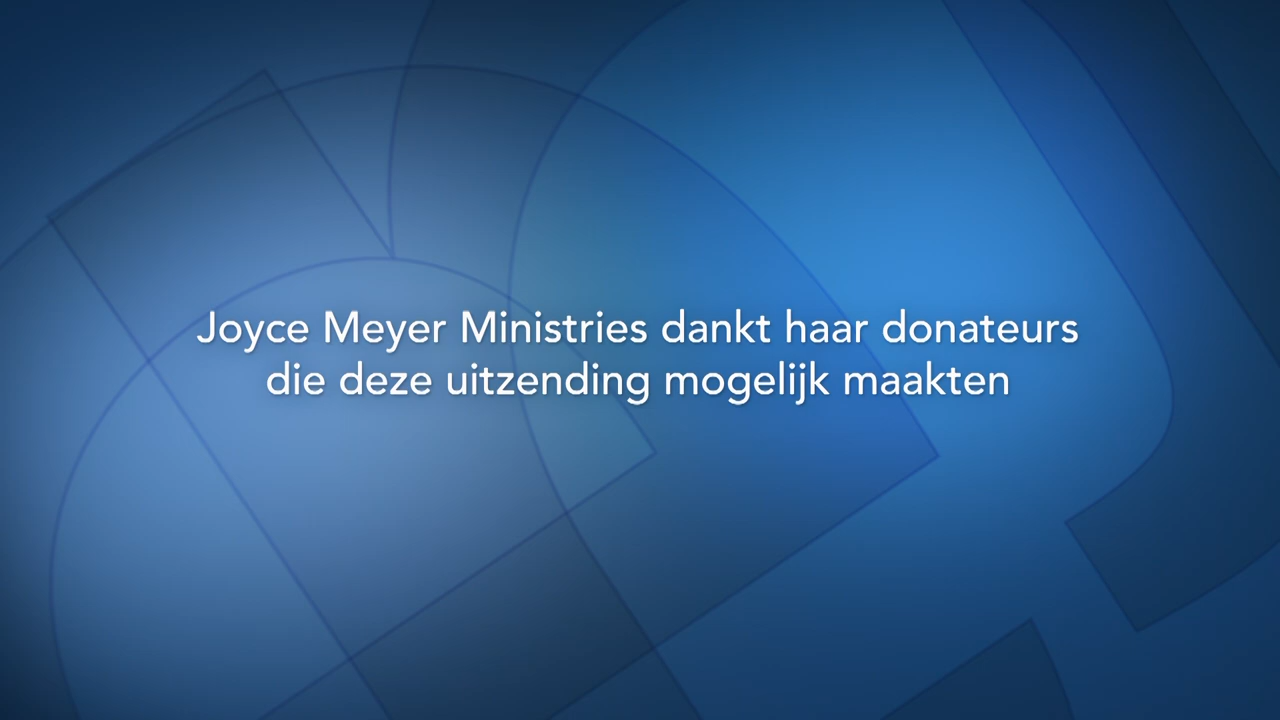 Joyce Meyer Ministries dankt haar donateurs
die deze uitzending mogelijk maakten